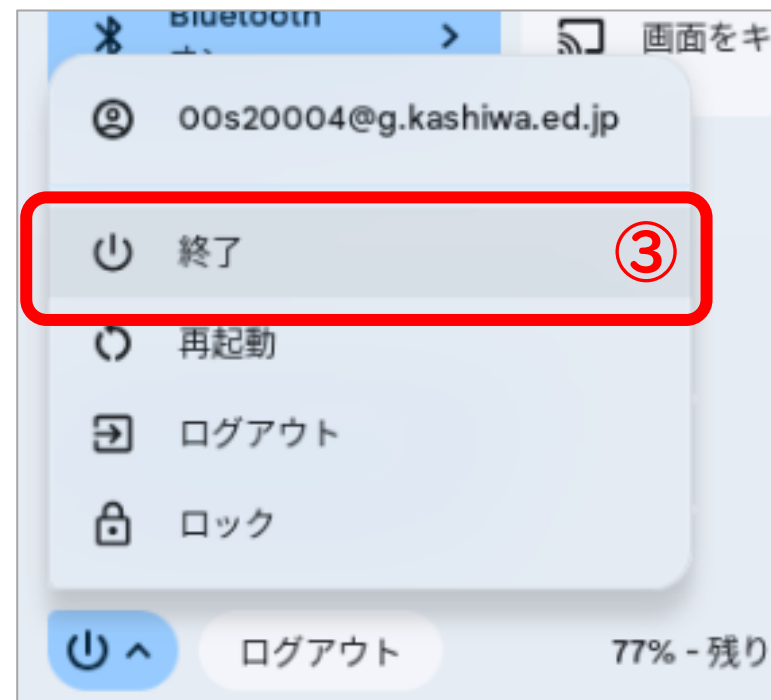 Bluetooth
画面をキ
00s20004@g.kashiwa.ed.jp
終了
③
再起動
ログアウト
ロック
ログアウト
77% - 残り